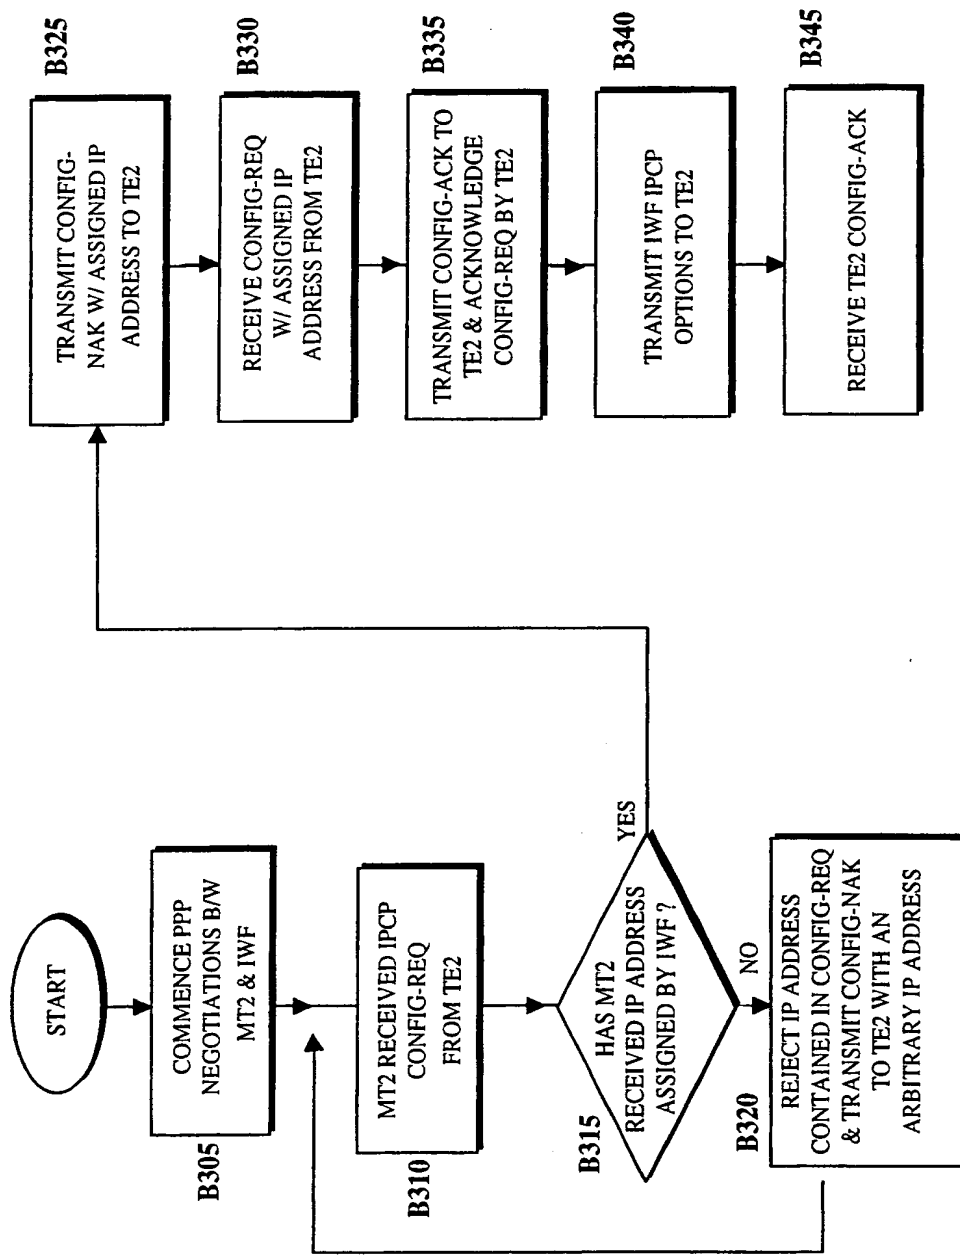 START
COMMENCE PPP
NEGOTIATIONS B/W
MT2 & IWF
B305
MT2 RECEIVED IPCP
CONFIG-REQ
FROM TE2
B310
HAS MT2
RECEIVED IP ADDRESS
ASSIGNED BY IWF ?
B315
YES
NO
REJECT IP ADDRESS
CONTAINED IN CONFIG-REQ
& TRANSMIT CONFIG-NAK
TO TE2 WITH AN
ARBITRARY IP ADDRESS
B320
TRANSMIT CONFIG-
NAK W/ ASSIGNED IP
ADDRESS TO TE2
B325
RECEIVE CONFIG-REQ
W/ ASSIGNED IP
ADDRESS FROM TE2
B330
TRANSMIT CONFIG-ACK TO
TE2 & ACKNOWLEDGE
CONFIG-REQ BY TE2
B335
TRANSMIT IWF IPCP
OPTIONS TO TE2
B340
RECEIVE TE2 CONFIG-ACK
B345